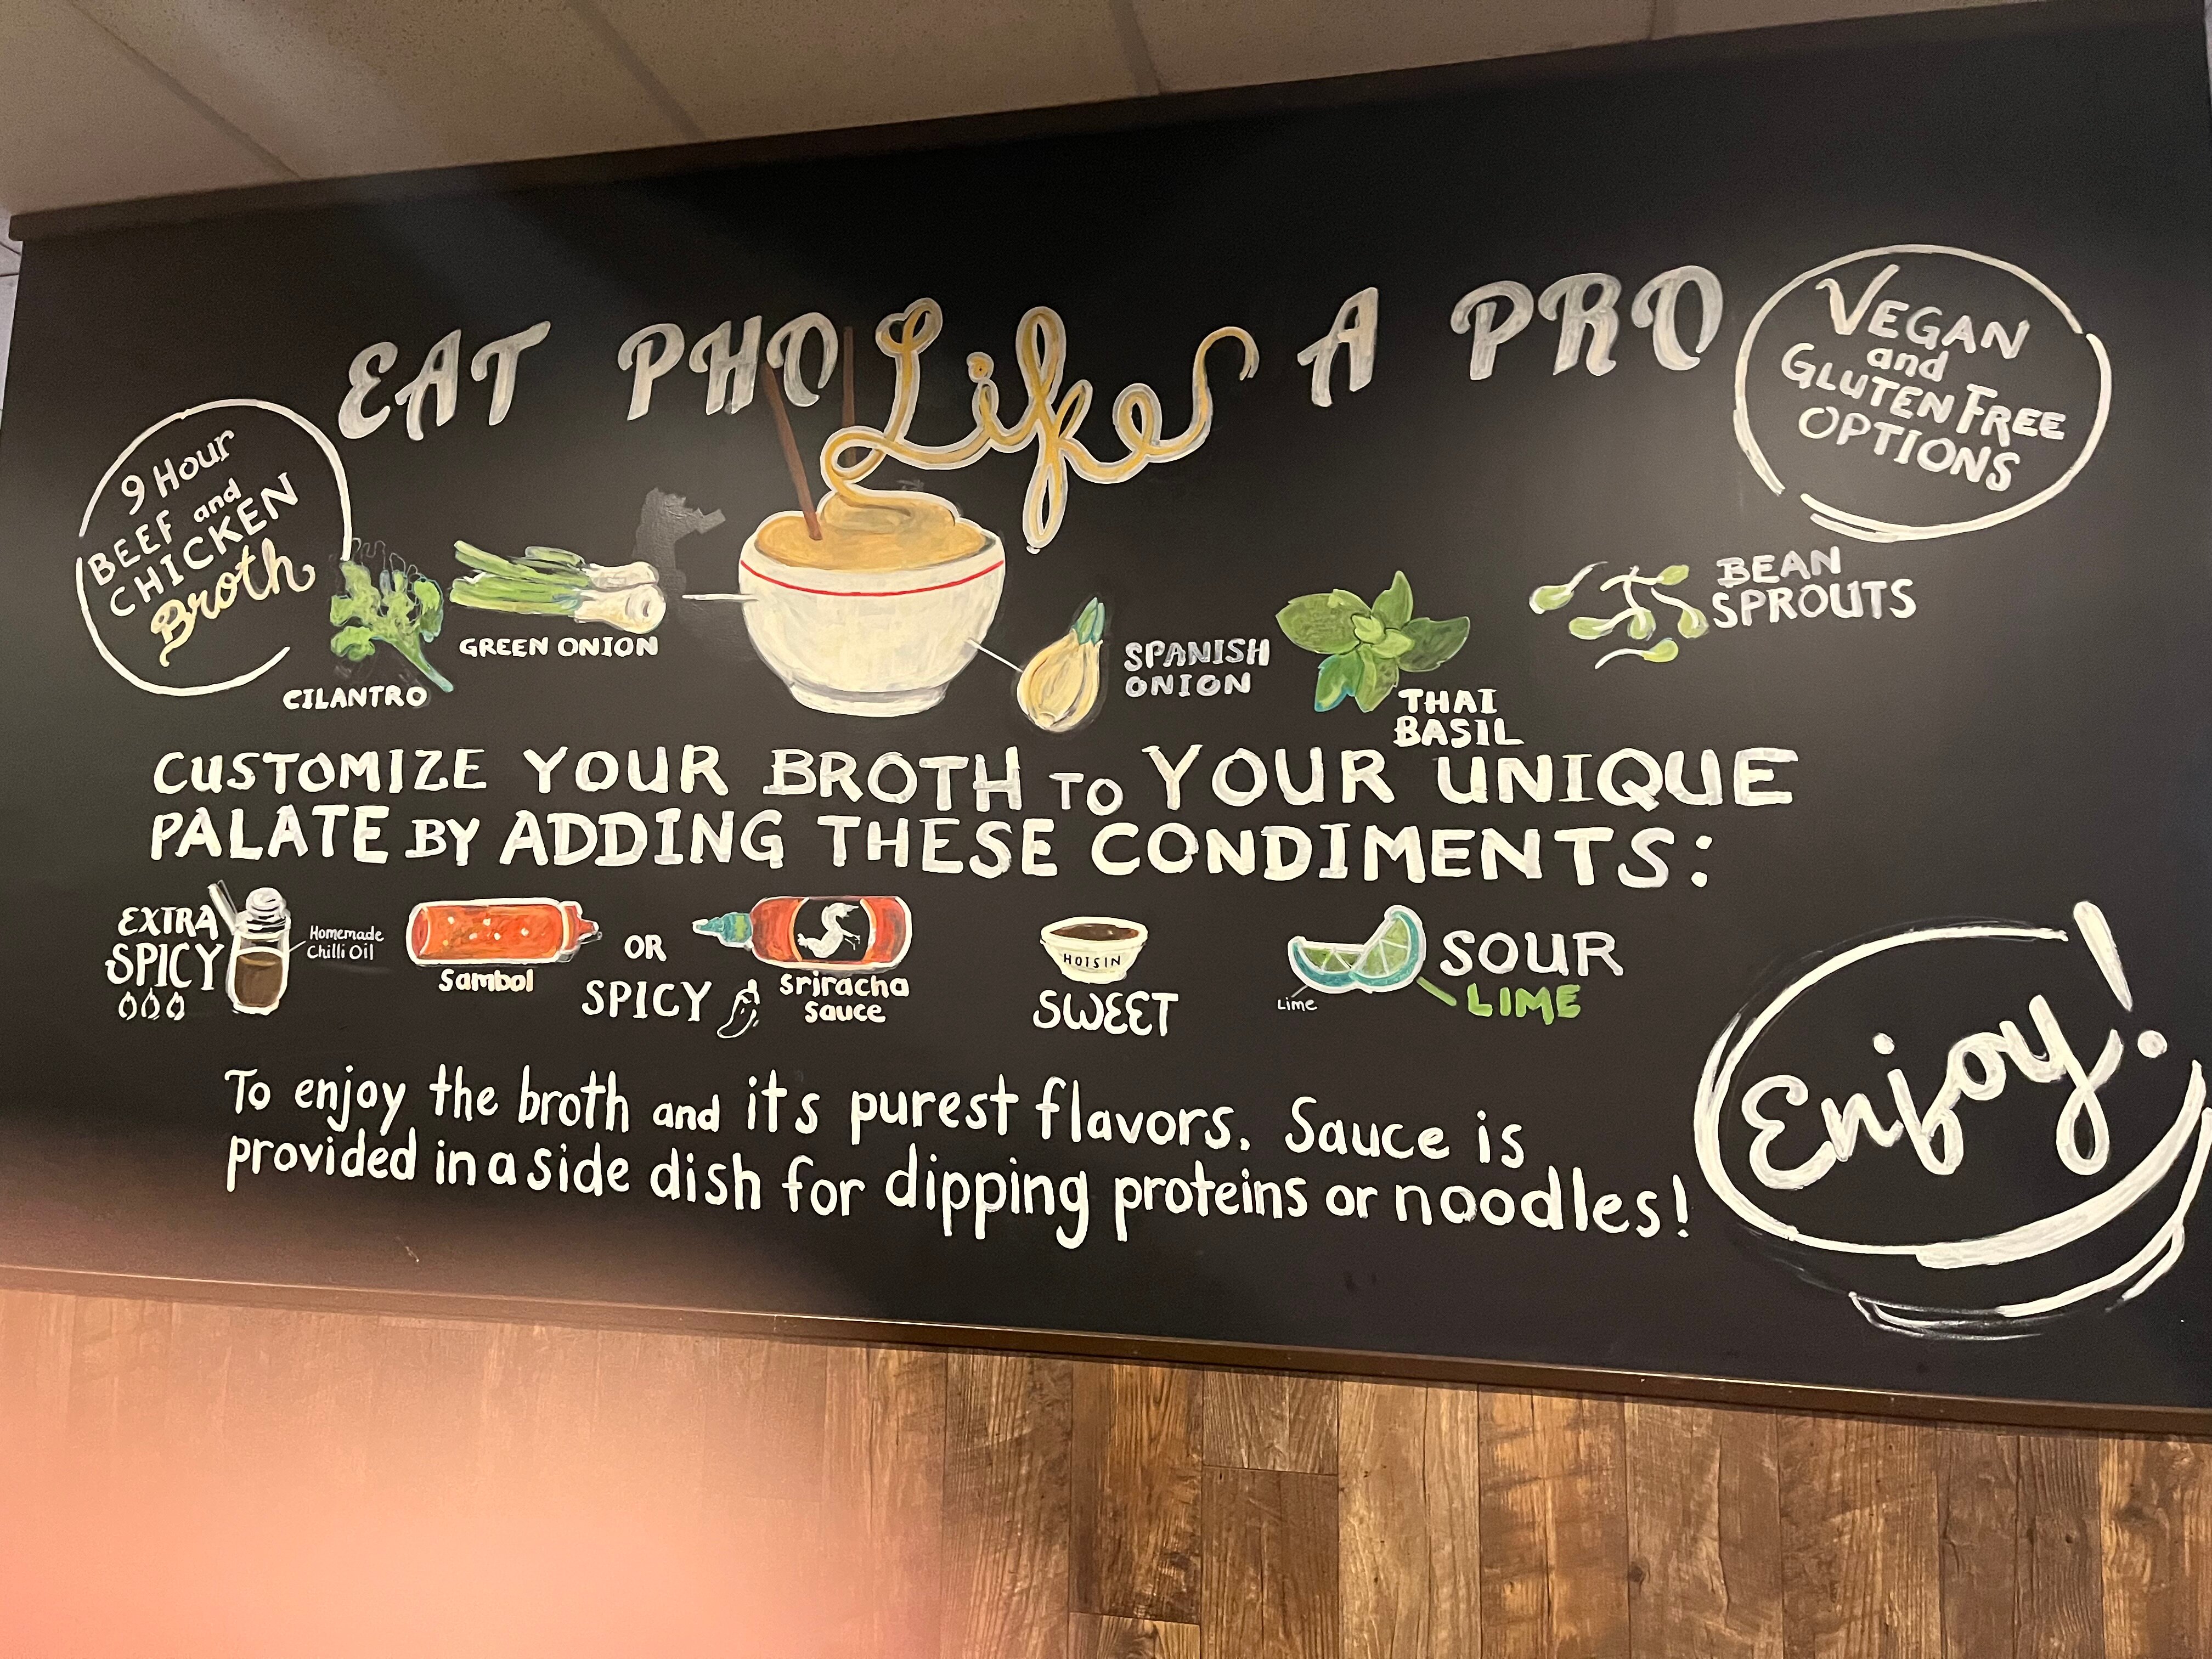 EAT PHO Like A PRO
VEGAN
and
GLUTEN FREE
OPTIONS
9 Hour
BEEF and
CHICKEN
Broth
CILANTRO
GREEN ONION
SPANISH
ONION
THAI
BASIL
BEAN
SPROUTS
CUSTOMIZE YOUR BROTH TO YOUR UNIQUE
PALATE BY ADDING THESE CONDIMENTS:
EXTRA
SPICY
Homemade
Chilli Oil
Sambol
OR
SPICY
Sriracha
Sauce
HOISIN
SWEET
Lime
SOUR
LIME
To enjoy the broth and it's purest flavors. Sauce is
provided in a side dish for dipping proteins or noodles!
Enjoy!